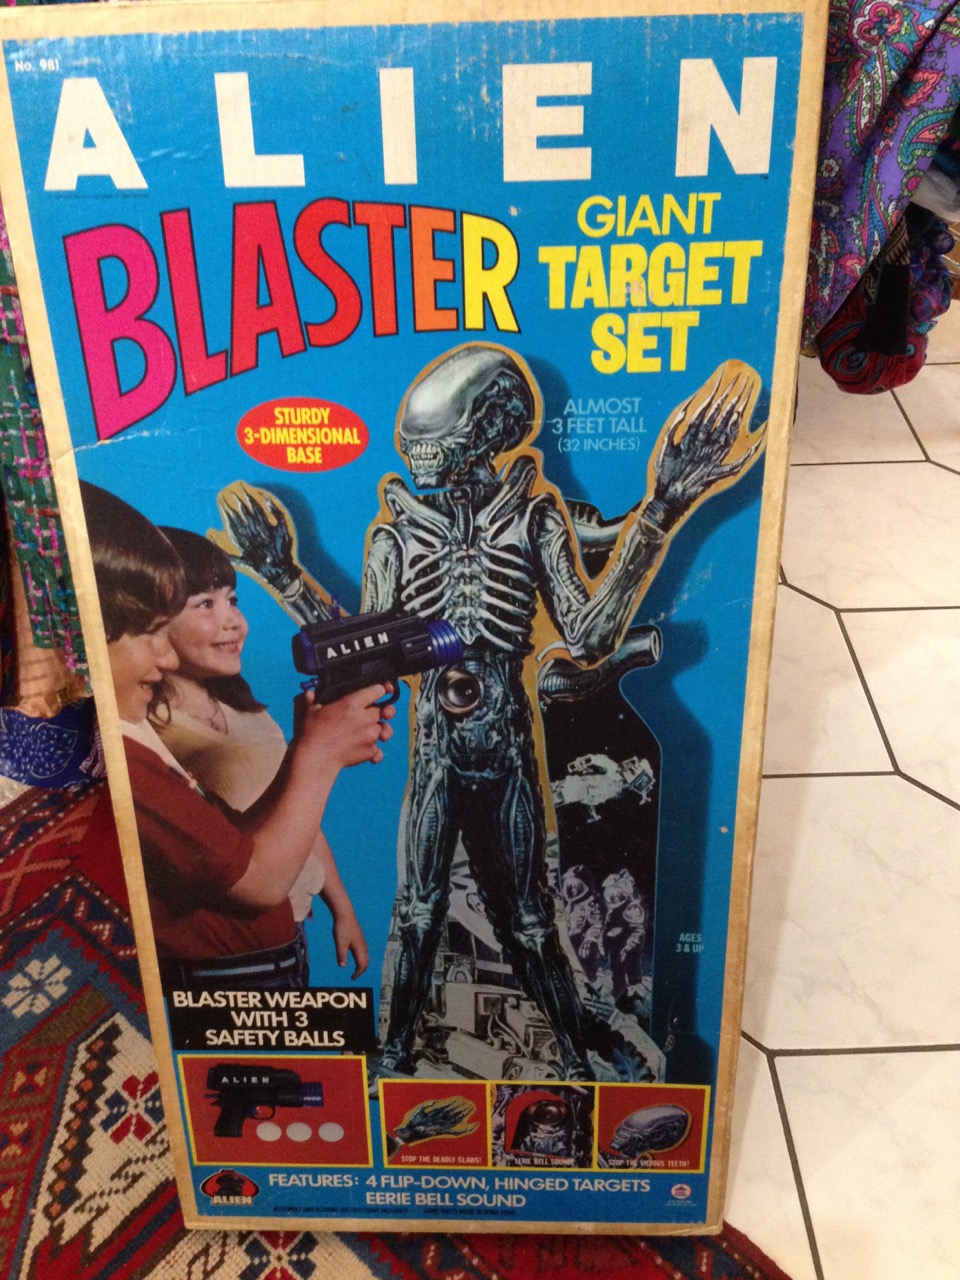 No. 981
ALIEN
BLASTER
GIANT
TARGET
SET
STURDY
3-DIMENSIONAL
BASE
ALMOST
3 FEET TALL
(32 INCHES)
ALIEN
AGES
3 & UP
BLASTER WEAPON
WITH 3
SAFETY BALLS
ALIEN
STOP THE DEADLY CLAWS!
EERIE BELL SOUND!
STOP THE VICIOUS TEETH!
ALIEN
FEATURES: 4 FLIP-DOWN, HINGED TARGETS
EERIE BELL SOUND